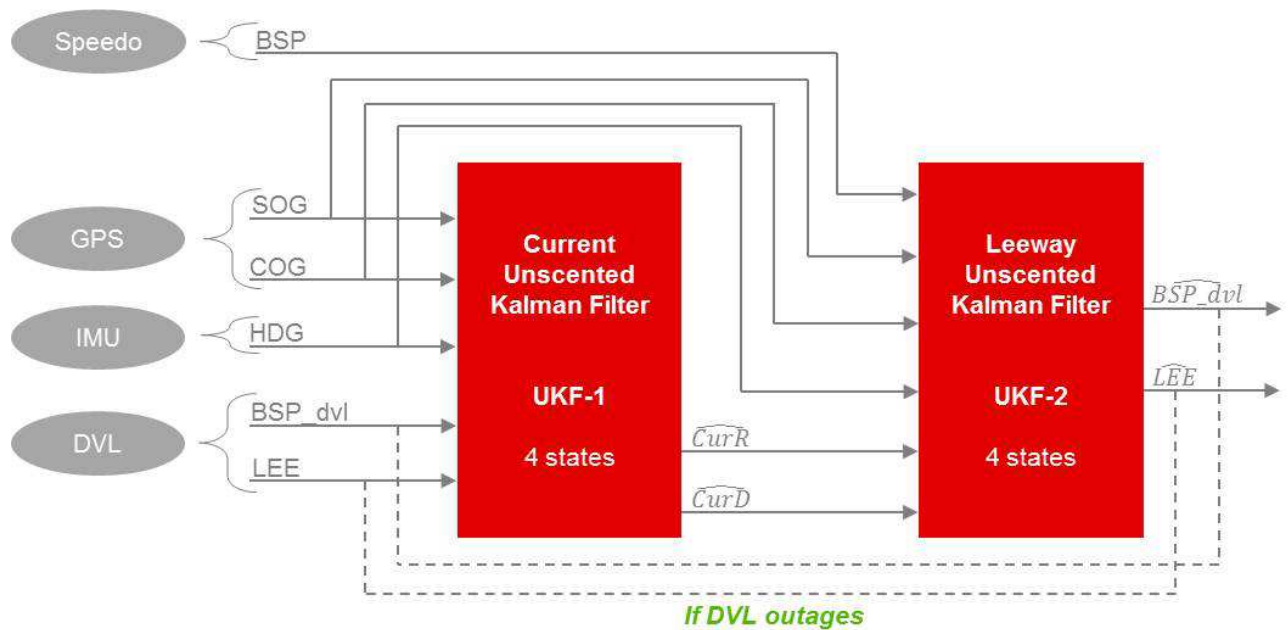 Speedo
BSP
GPS
SOG
COG
IMU
HDG
DVL
BSP_dvl
LEE
Current
Unscented
Kalman Filter
UKF-1
4 states
CurR
CurD
Leeway
Unscented
Kalman Filter
UKF-2
4 states
BSP_dvl
LEE
If DVL outages